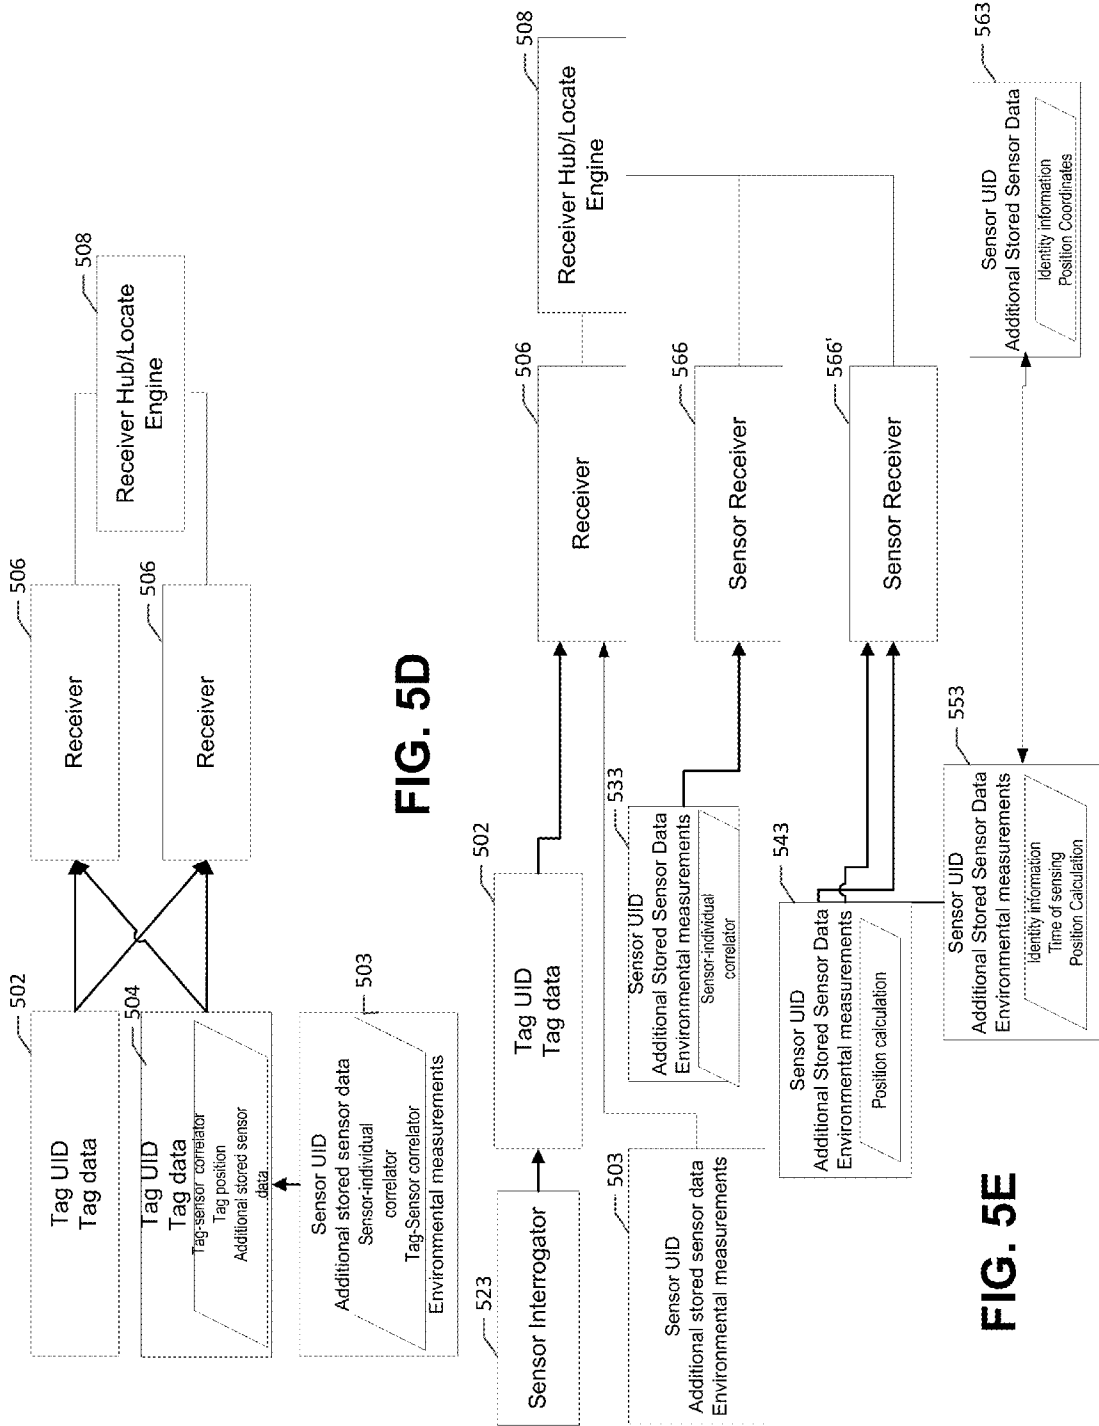 502
Tag UID
Tag data
504
Tag UID
Tag data
Tag-sensor correlator
Tag position
Additional stored sensor
data
503
Sensor UID
Additional stored sensor data
Sensor-individual
correlator
Tag-Sensor correlator
Environmental measurements
506
Receiver
506
Receiver
508
Receiver Hub/Locate
Engine
FIG. 5D
523
Sensor Interrogator
502
Tag UID
Tag data
503
Sensor UID
Additional stored sensor data
Environmental measurements
533
Sensor UID
Additional Stored Sensor Data
Environmental measurements
Sensor-individual
correlator
543
Sensor UID
Additional Stored Sensor Data
Environmental measurements
Position calculation
553
Sensor UID
Additional Stored Sensor Data
Environmental measurements
Identity information
Time of sensing
Position Calculation
506
Receiver
566
Sensor Receiver
566'
Sensor Receiver
508
Receiver Hub/Locate
Engine
563
Sensor UID
Additional Stored Sensor Data
Identity information
Position Coordinates
FIG. 5E